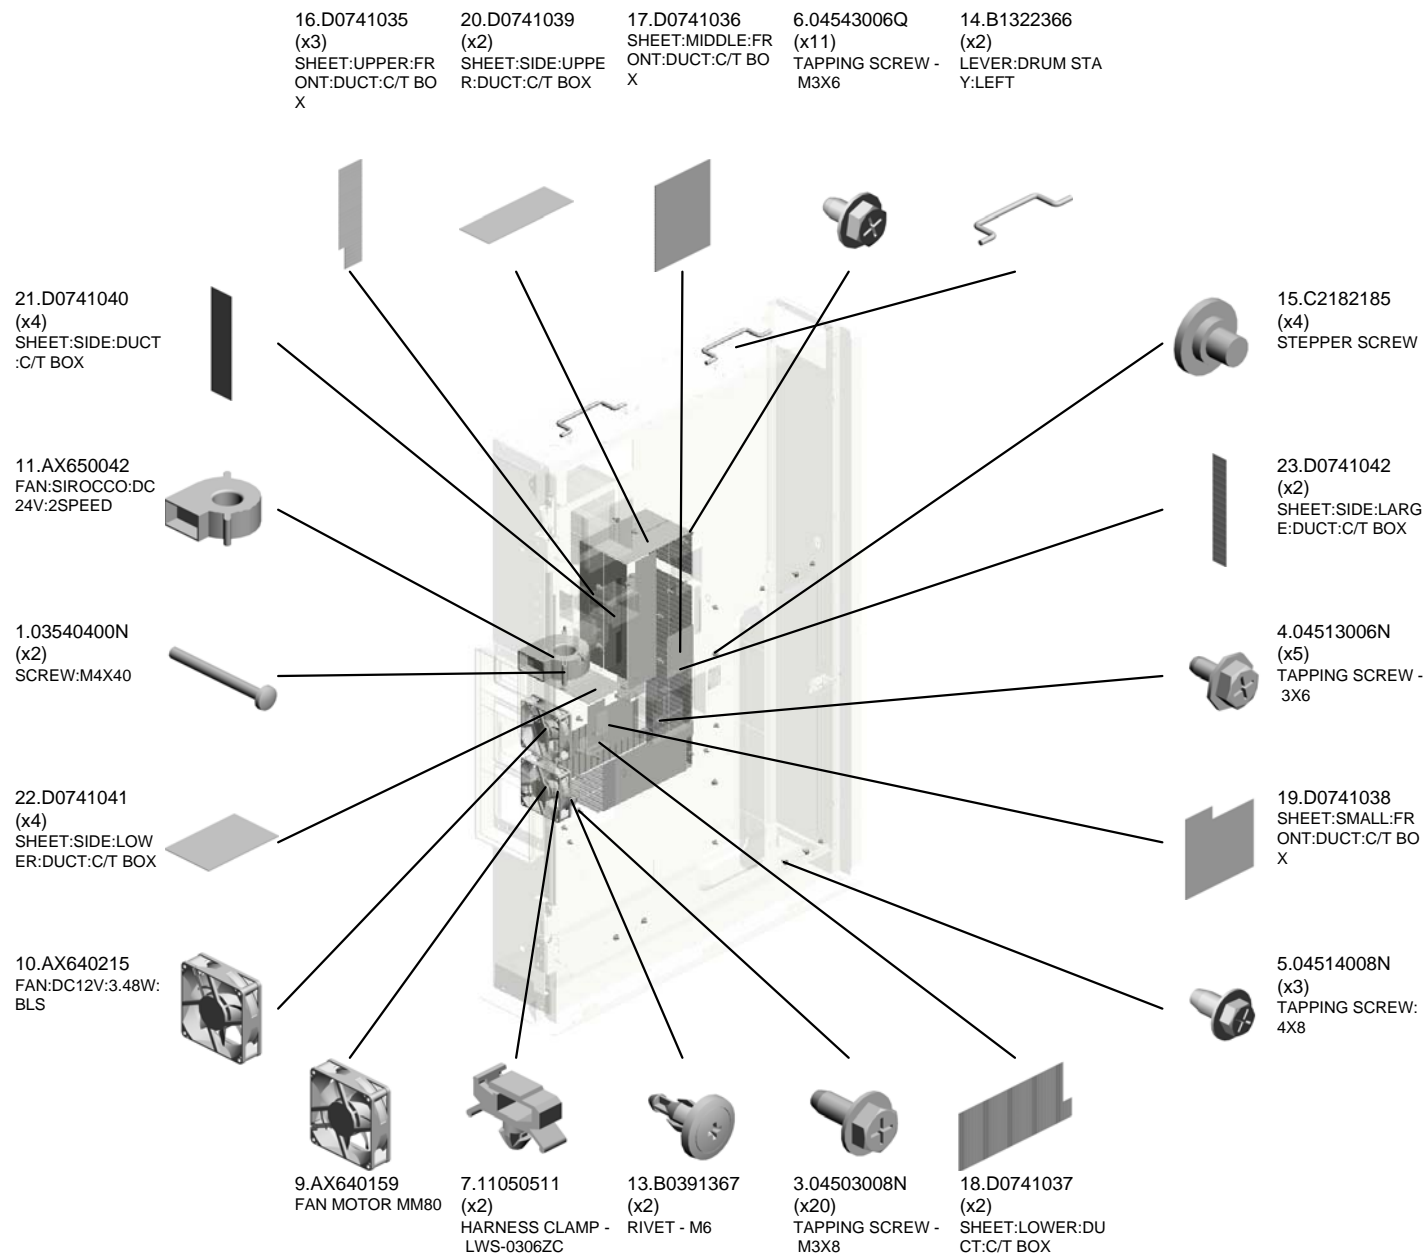 16.D0741035
(x3)
SHEET:UPPER:FR
ONT:DUCT:C/T BO
X
20.D0741039
(x2)
SHEET:SIDE:UPPE
R:DUCT:C/T BOX
17.D0741036
SHEET:MIDDLE:FR
ONT:DUCT:C/T BO
X
6.04543006Q
(x11)
TAPPING SCREW -
M3X6
14.B1322366
(x2)
LEVER:DRUM STA
Y:LEFT
21.D0741040
(x4)
SHEET:SIDE:DUCT
:C/T BOX
15.C2182185
(x4)
STEPPER SCREW
11.AX650042
FAN:SIROCCO:DC
24V:2SPEED
23.D0741042
(x2)
SHEET:SIDE:LARG
E:DUCT:C/T BOX
1.03540400N
(x2)
SCREW:M4X40
4.04513006N
(x5)
TAPPING SCREW -
3X6
22.D0741041
(x4)
SHEET:SIDE:LOW
ER:DUCT:C/T BOX
19.D0741038
SHEET:SMALL:FR
ONT:DUCT:C/T BO
X
10.AX640215
FAN:DC12V:3.48W:
BLS
5.04514008N
(x3)
TAPPING SCREW:
4X8
9.AX640159
FAN MOTOR MM80
7.11050511
(x2)
HARNESS CLAMP -
LWS-0306ZC
13.B0391367
(x2)
RIVET - M6
3.04503008N
(x20)
TAPPING SCREW -
M3X8
18.D0741037
(x2)
SHEET:LOWER:DU
CT:C/T BOX